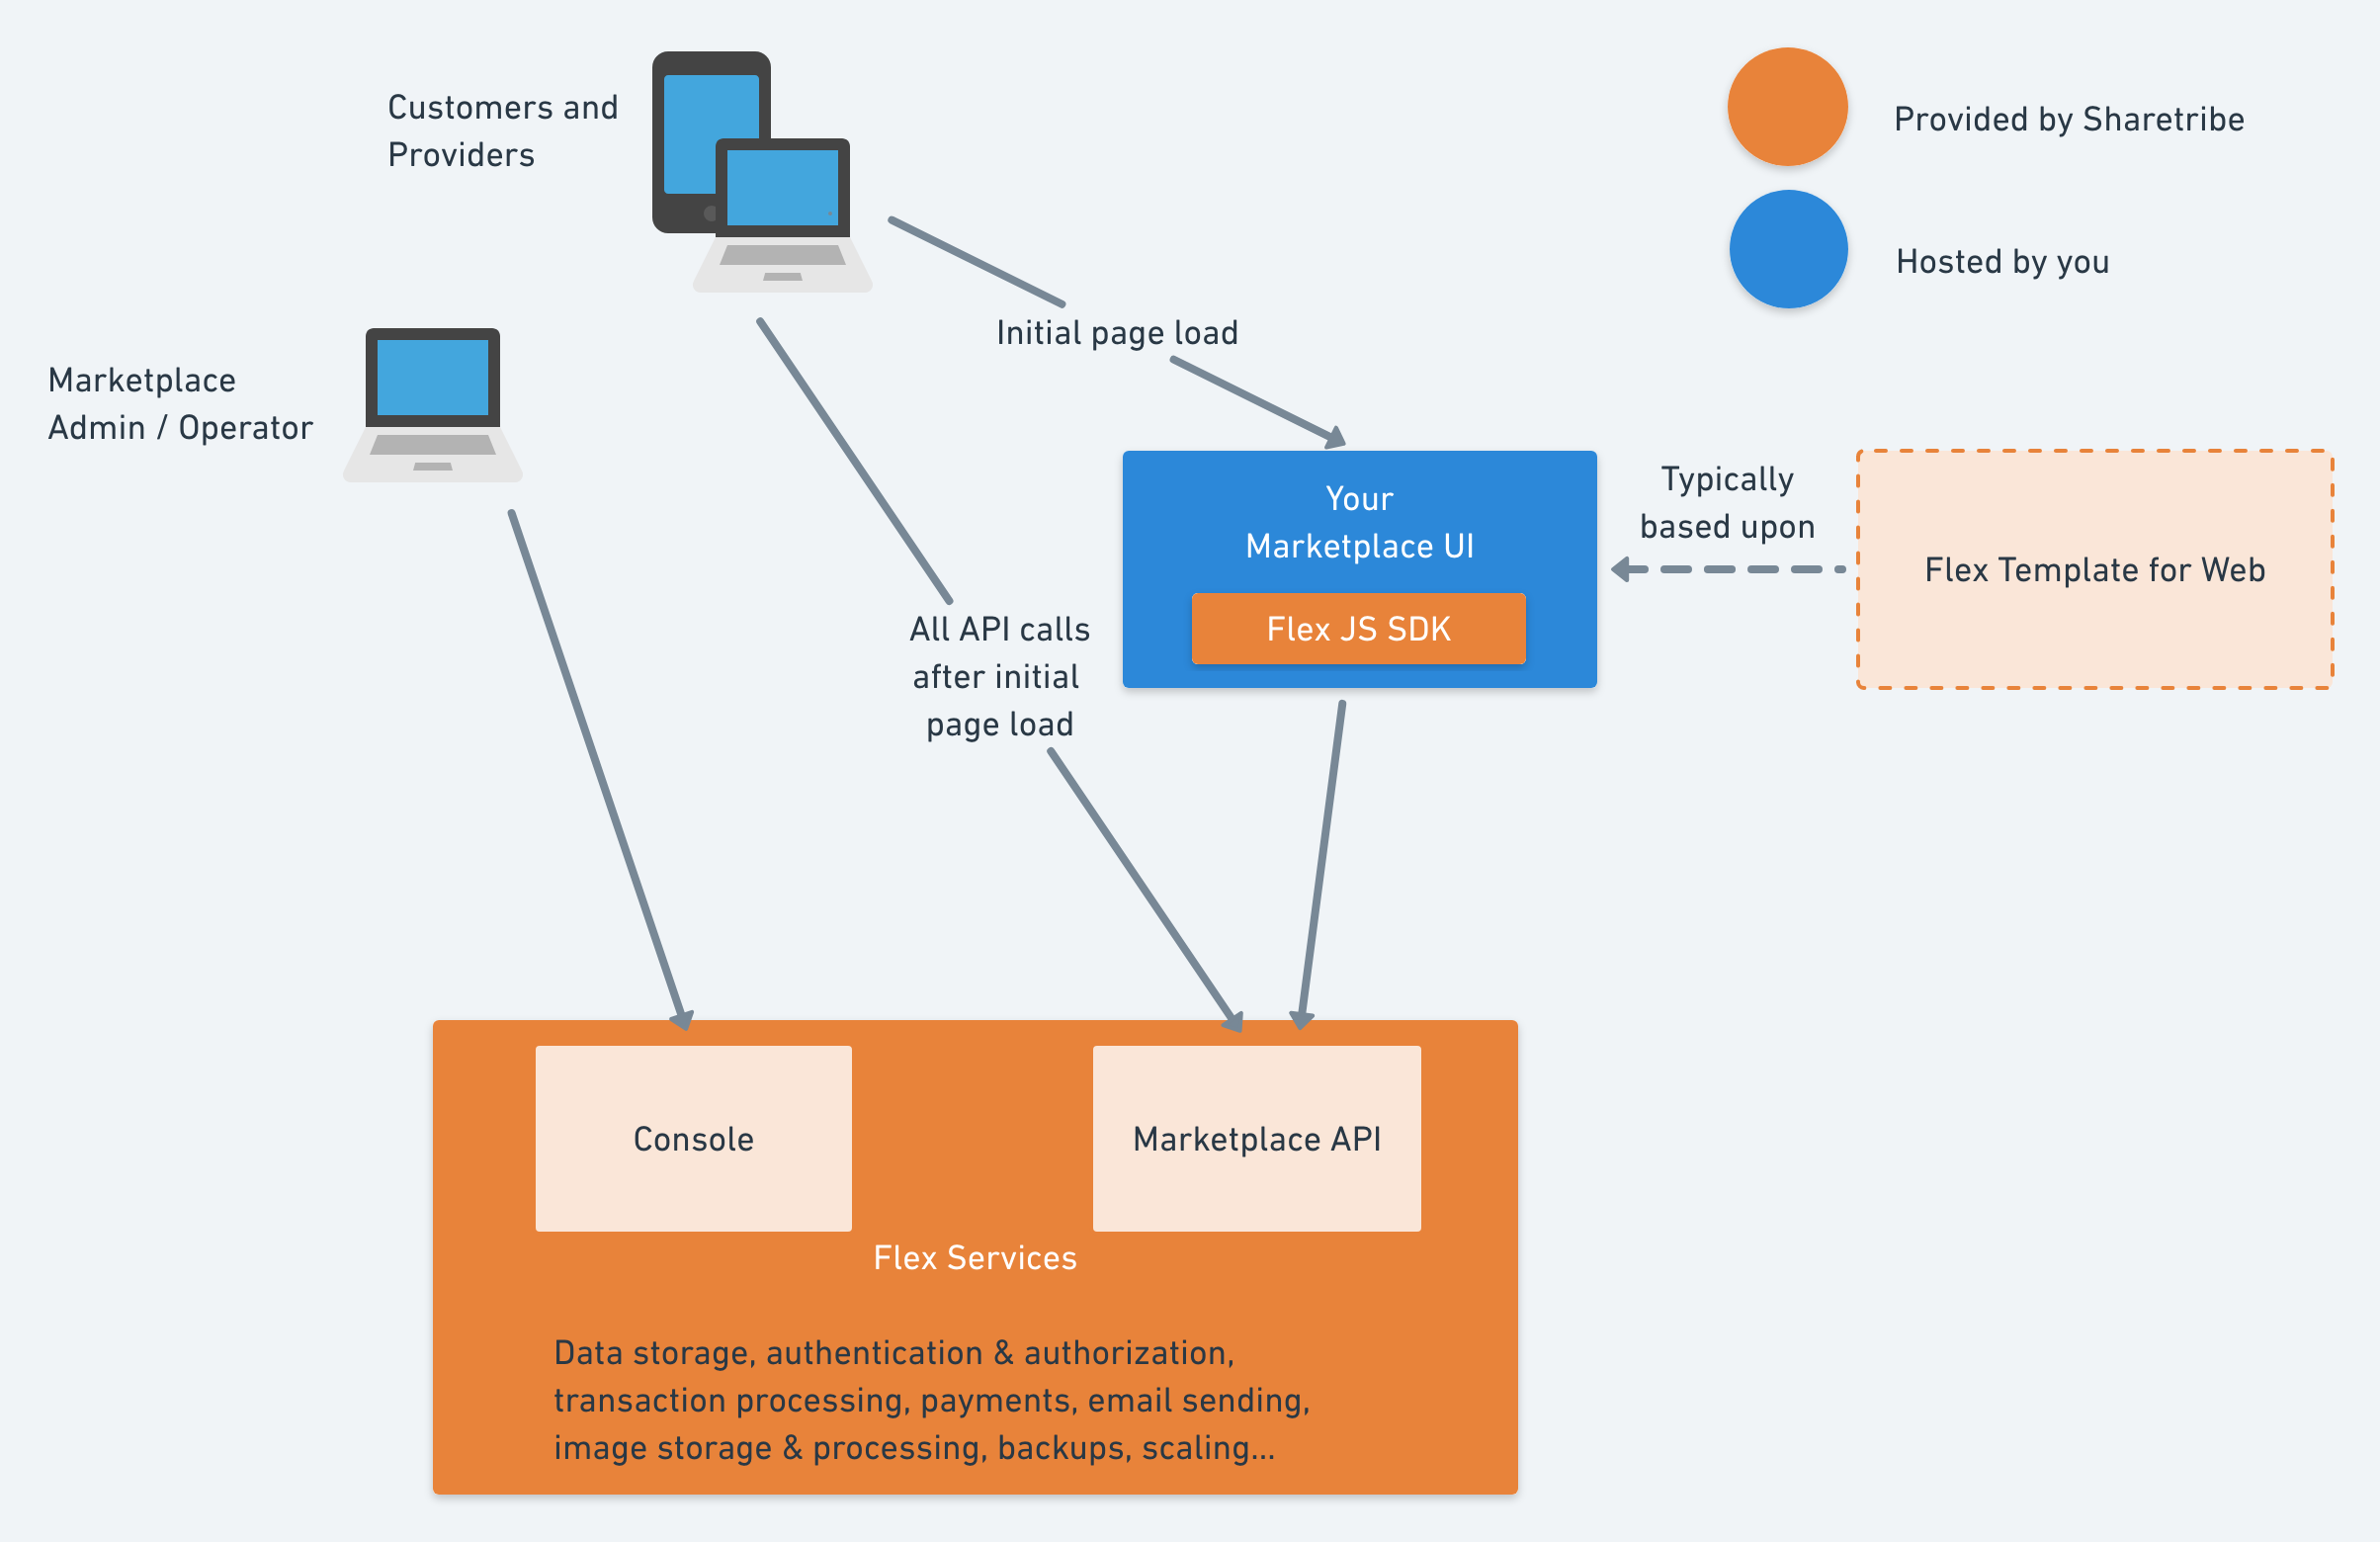 Customers and
Providers
Provided by Sharetribe
Hosted by you
Initial page load
Marketplace
Admin / Operator
Your
Marketplace UI
Flex JS SDK
Typically
based upon
Flex Template for Web
All API calls
after initial
page load
Console
Marketplace API
Flex Services
Data storage, authentication & authorization,
transaction processing, payments, email sending,
image storage & processing, backups, scaling...